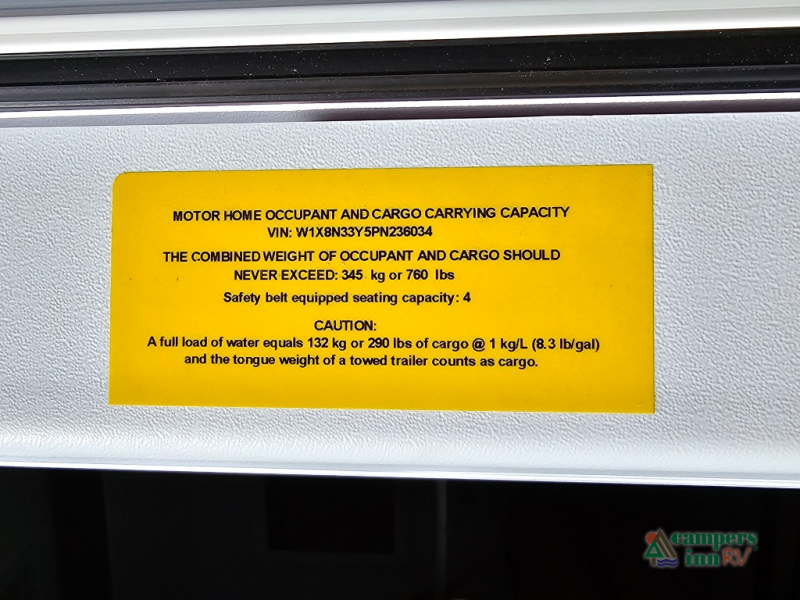 MOTOR HOME OCCUPANT AND CARGO CARRYING CAPACITY
VIN: W1X8N33Y5PN236034
THE COMBINED WEIGHT OF OCCUPANT AND CARGO SHOULD
NEVER EXCEED: 345 kg or 760 lbs
Safety belt equipped seating capacity: 4
CAUTION:
A full load of water equals 132 kg or 290 lbs of cargo @ 1 kg/L (8.3 lb/gal)
and the tongue weight of a towed trailer counts as cargo.
campers
inn RV